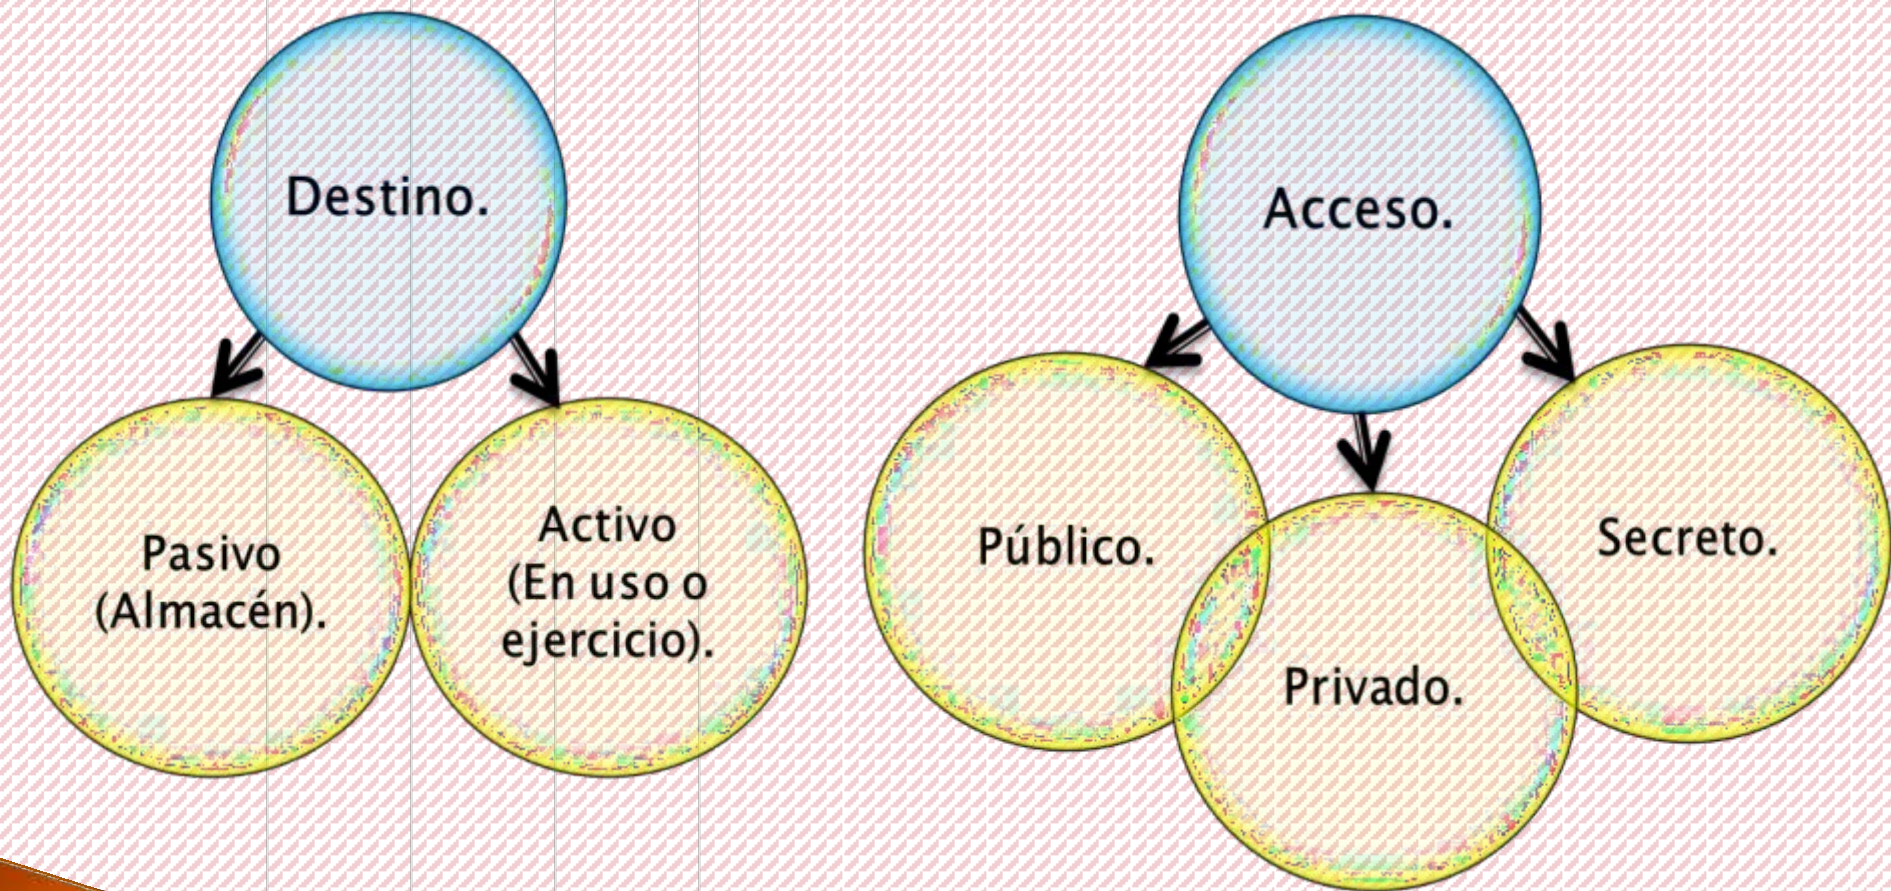 Destino.
Pasivo
(Almacén).
Activo
(En uso o
ejercicio).
Acceso.
Público.
Privado.
Secreto.